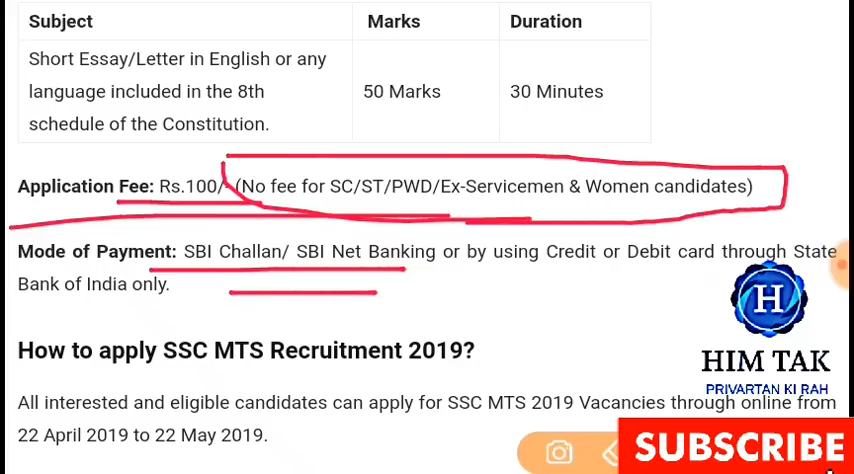 Subject Marks Duration
Short Essay/Letter in English or any
language included in the 8th 50 Marks 30 Minutes
schedule of the Constitution.
Application Fee: Rs.100/- (No fee for SC/ST/PWD/Ex-Servicemen & Women candidates)
Mode of Payment: SBI Challan/ SBI Net Banking or by using Credit or Debit card through State
Bank of India only.
H
HIM TAK
PRIVARTAN KI RAH
How to apply SSC MTS Recruitment 2019?
All interested and eligible candidates can apply for SSC MTS 2019 Vacancies through online from
22 April 2019 to 22 May 2019.
SUBSCRIBE